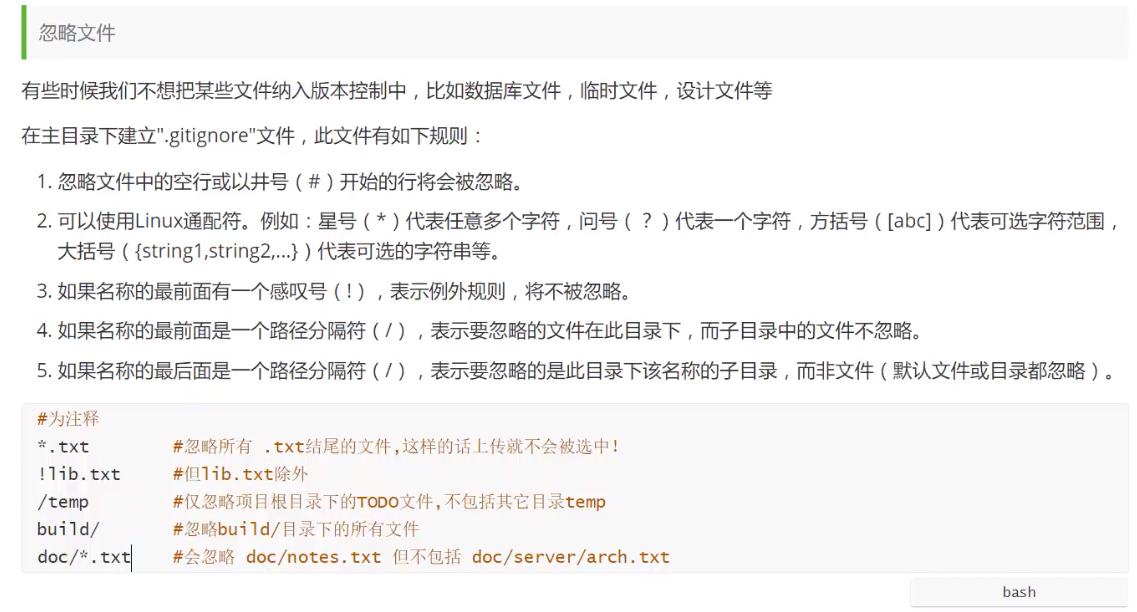 忽略文件
有些时候我们不想把某些文件纳入版本控制中，比如数据库文件，临时文件，设计文件等
在主目录下建立".gitignore"文件，此文件有如下规则：
1. 忽略文件中的空行或以井号（#）开始的行将会被忽略。
2. 可以使用Linux通配符。例如：星号（*）代表任意多个字符，问号（？）代表一个字符，方括号（[abc]）代表可选字符范围，
大括号（{string1,string2,...}）代表可选的字符串等。
3. 如果名称的最前面有一个感叹号（!），表示例外规则，将不被忽略。
4. 如果名称的最前面是一个路径分隔符（/），表示要忽略的文件在此目录下，而子目录中的文件不忽略。
5. 如果名称的最后面是一个路径分隔符（/），表示要忽略的是此目录下该名称的子目录，而非文件（默认文件或目录都忽略）。
#为注释
*.txt #忽略所有 .txt结尾的文件,这样的话上传就不会被选中!
!lib.txt #但lib.txt除外
/temp #仅忽略项目根目录下的TODO文件,不包括其它目录temp
build/ #忽略build/目录下的所有文件
doc/*.txt #会忽略 doc/notes.txt 但不包括 doc/server/arch.txt
bash